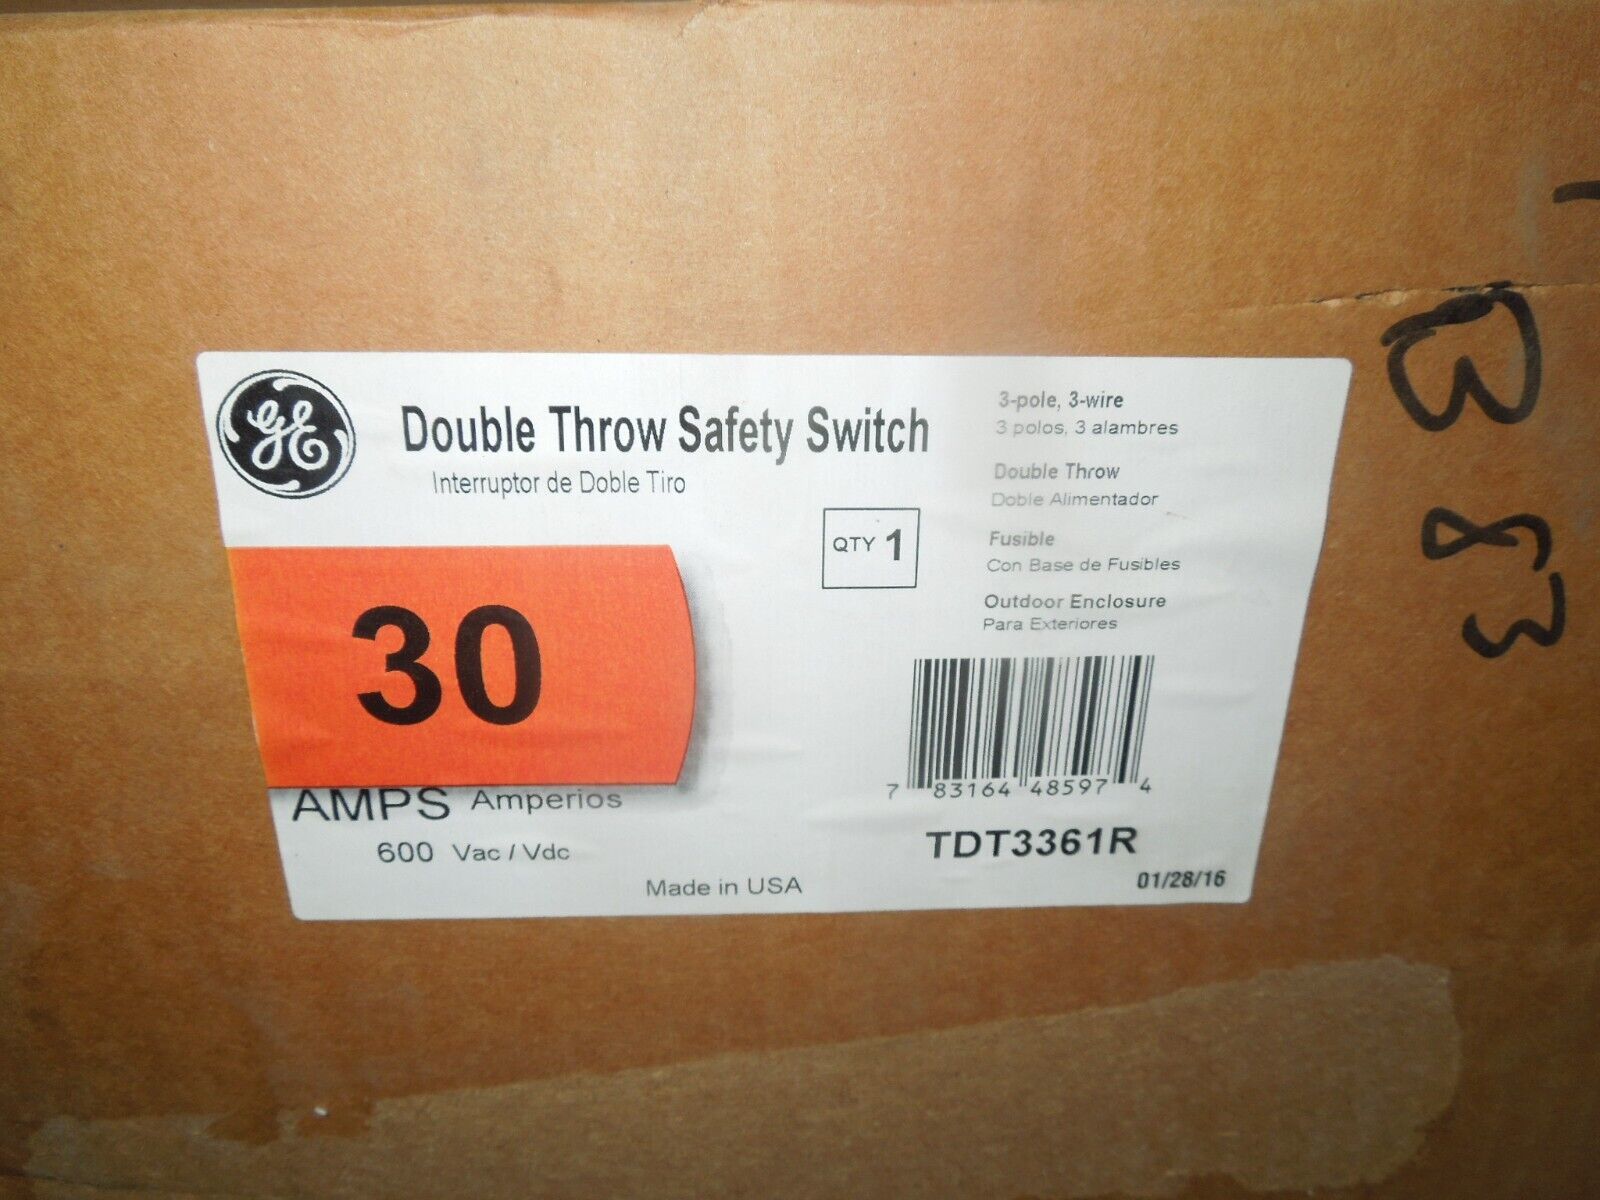 GE
Double Throw Safety Switch
Interruptor de Doble Tiro
QTY 1
3-pole, 3-wire
3 polos, 3 alambres
Double Throw
Doble Alimentador
Fusible
Con Base de Fusibles
Outdoor Enclosure
Para Exteriores
30
AMPS Amperios
600 Vac / Vdc
Made in USA
7 83164 48597 4
TDT3361R
01/28/16
B 83